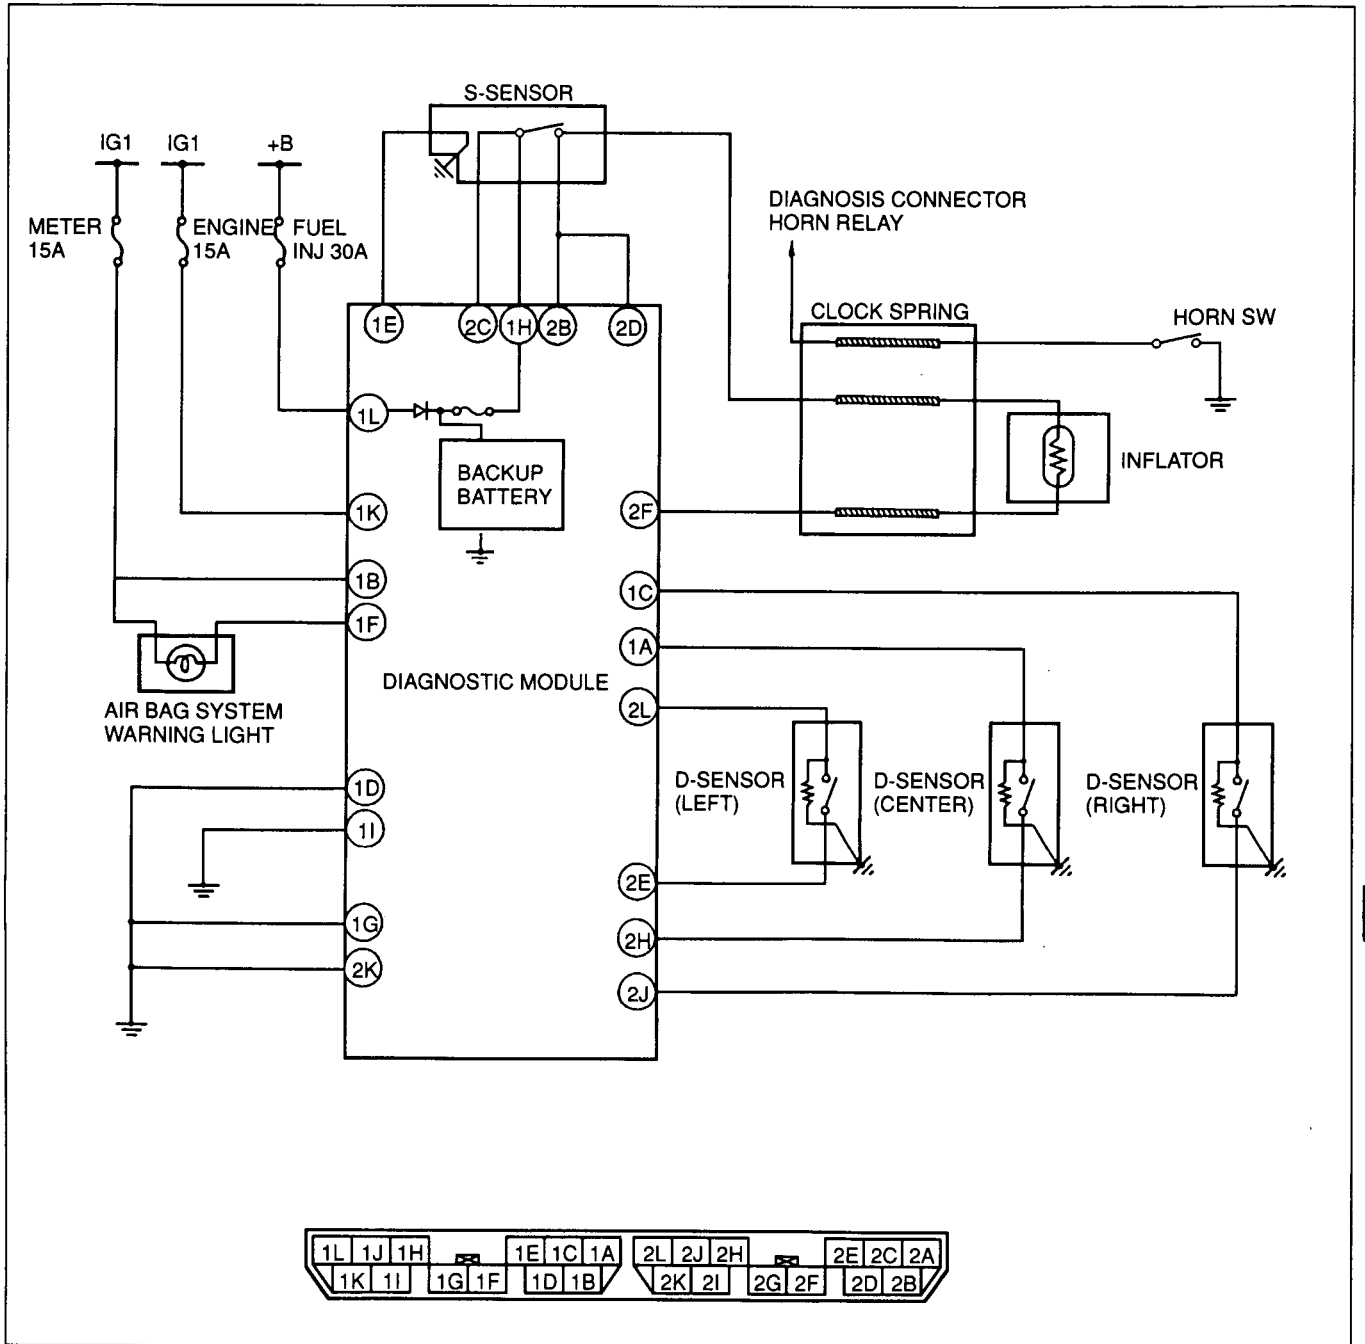 S-SENSOR
IG1 IG1 +B
METER
15A
ENGINE
15A
FUEL
INJ 30A
DIAGNOSIS CONNECTOR
HORN RELAY
CLOCK SPRING
HORN SW
1E 2C 1H 2B 2D
1L
BACKUP
BATTERY
INFLATOR
1K
2F
1B
1C
1F
1A
DIAGNOSTIC MODULE
2L
AIR BAG SYSTEM
WARNING LIGHT
D-SENSOR
(LEFT)
D-SENSOR
(CENTER)
D-SENSOR
(RIGHT)
1D
1I
2E
1G
2H
2K
2J
1L 1J 1H 1E 1C 1A 2L 2J 2H 2E 2C 2A
1K 1I 1G 1F 1D 1B 2K 2I 2G 2F 2D 2B